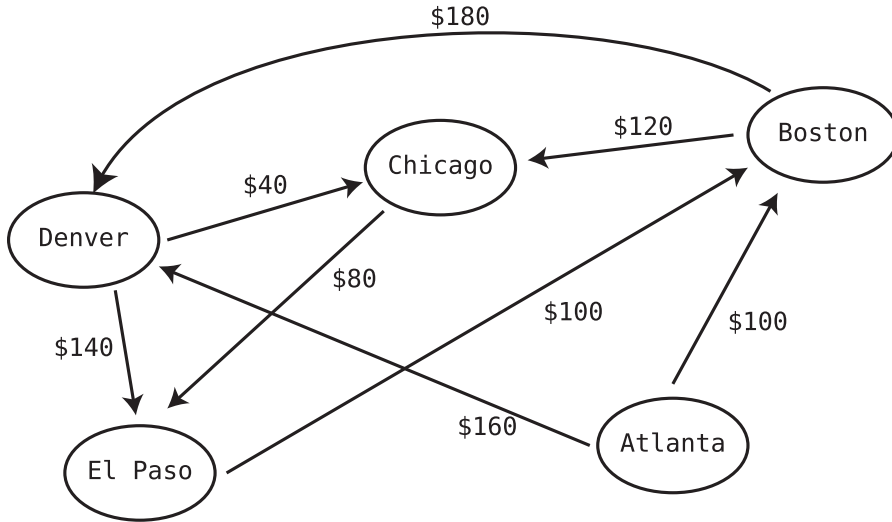 $180
Boston
$120
Chicago
$40
Denver
$80
$100
$100
$140
$160
Atlanta
El Paso